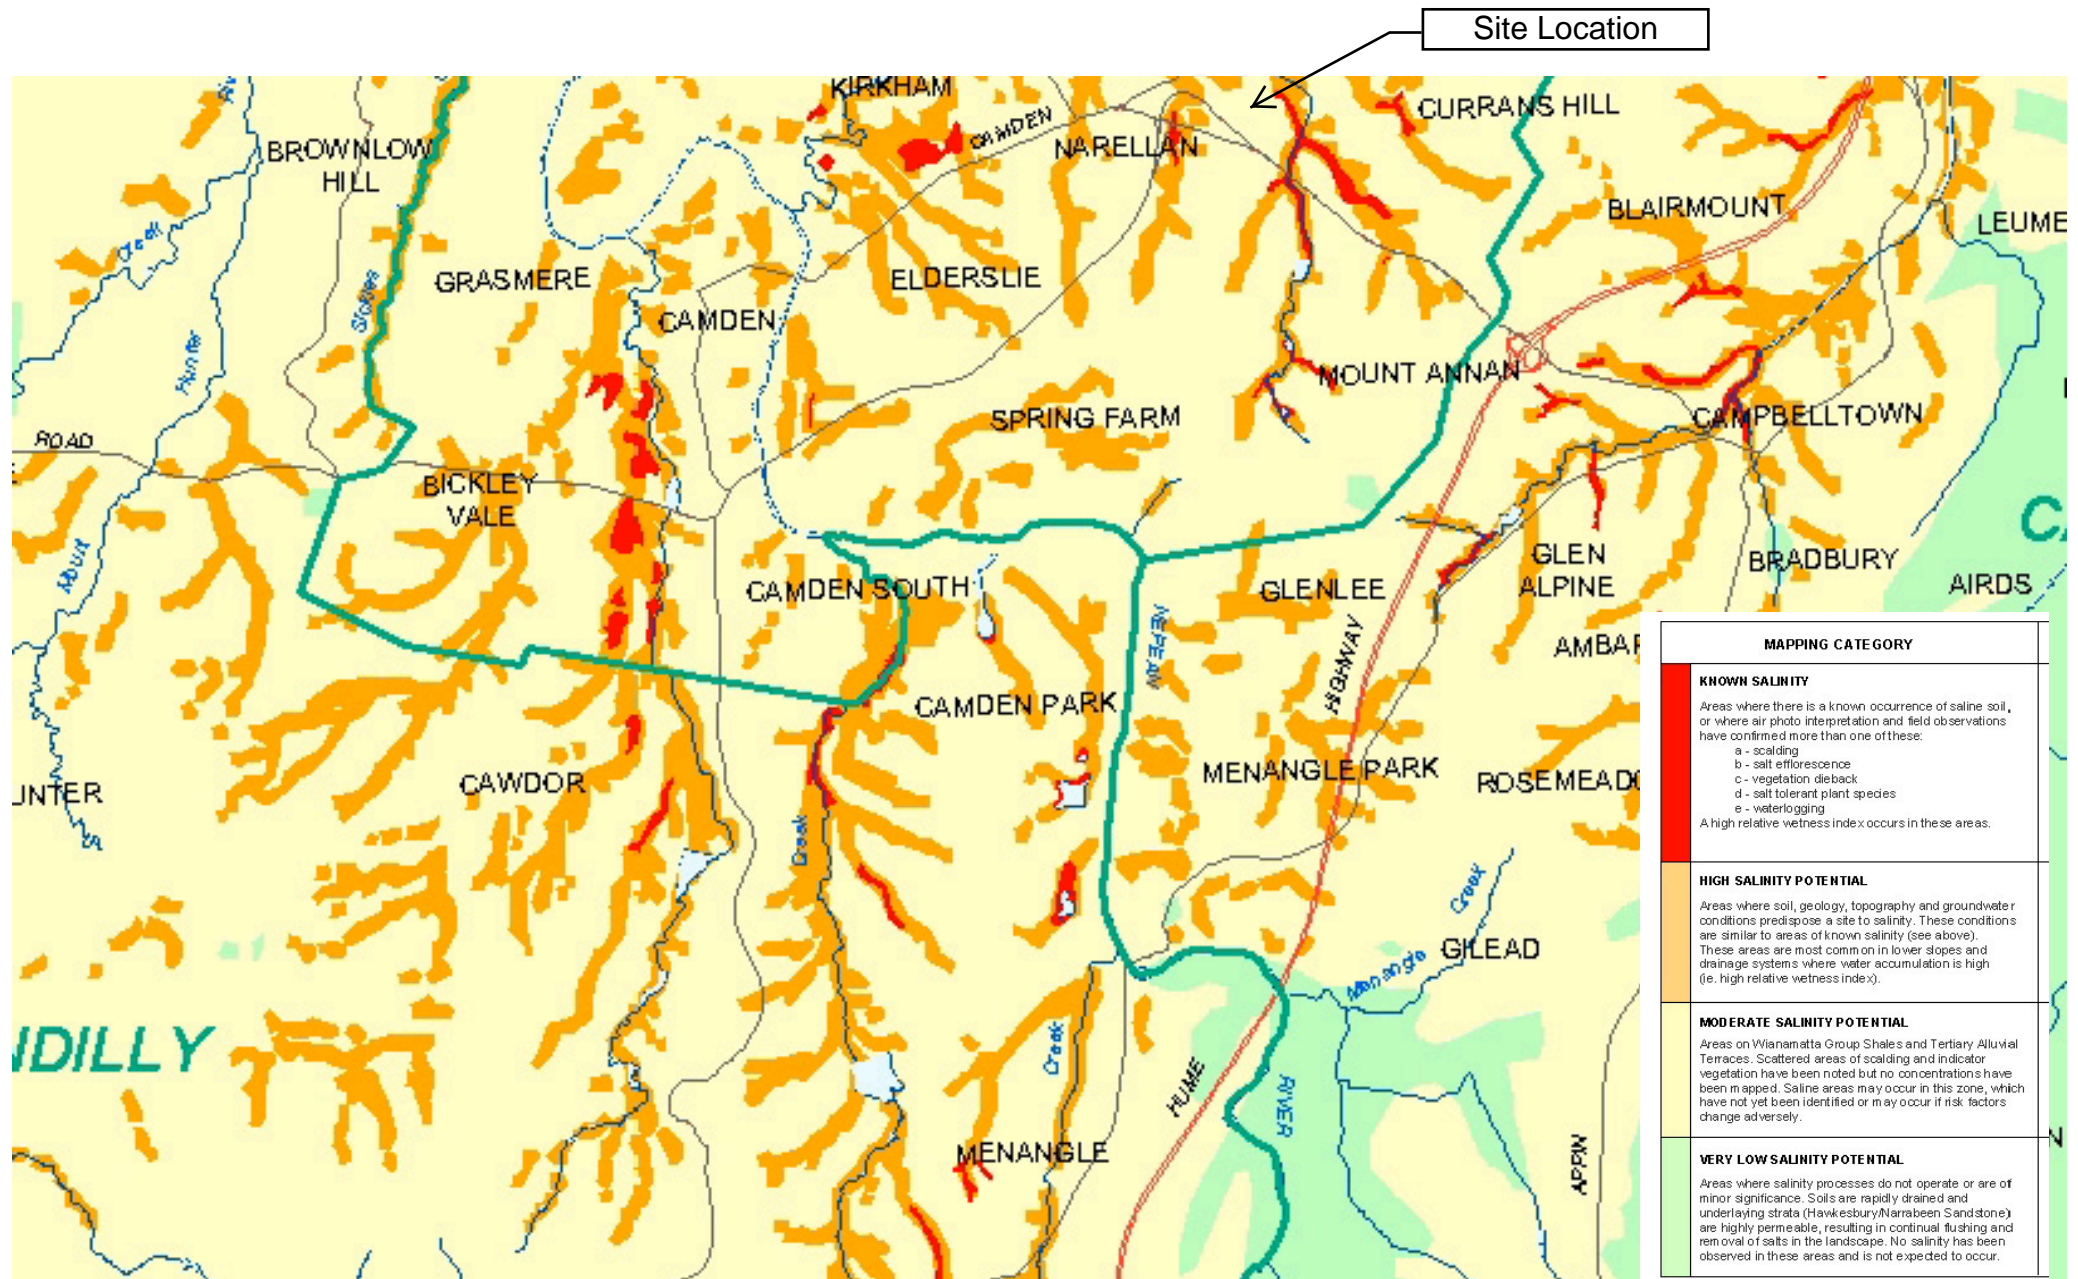 Site Location
KIRKHAM
CURRANS HILL
CAMDEN
NARELLAN
BROWNLOW
HILL
BLAIRMOUNT
LEUME
Creek
GRASMERE
ELDERSLIE
Sickles
CAMDEN
Hunter
MOUNT ANNAN
SPRING FARM
CAMPBELLTOWN
ROAD
BICKLEY
VALE
Mount
GLEN
ALPINE
BRADBURY
CAMDEN SOUTH
GLENLEE
AIRDS
NEPEAN
HIGHWAY
AMBAR
CAMDEN PARK
CAWDOR
MENANGLE PARK
ROSEMEADO
UNTER
Creek
Creek
GILEAD
Menangle
NDILLY
Creek
HUME
RIVER
MENANGLE
APPIN
MAPPING CATEGORY
KNOWN SALINITY
Areas where there is a known occurrence of saline soil,
or where air photo interpretation and field observations
have confirmed more than one of these:
a - scalding
b - salt efflorescence
c - vegetation dieback
d - salt tolerant plant species
e - waterlogging
A high relative wetness index occurs in these areas.
HIGH SALINITY POTENTIAL
Areas where soil, geology, topography and groundwater
conditions predispose a site to salinity. These conditions
are similar to areas of known salinity (see above).
These areas are most common in lower slopes and
drainage systems where water accumulation is high
(ie. high relative wetness index).
MODERATE SALINITY POTENTIAL
Areas on Wianamatta Group Shales and Tertiary Alluvial
Terraces. Scattered areas of scalding and indicator
vegetation have been noted but no concentrations have
been mapped. Saline areas may occur in this zone, which
have not yet been identified or may occur if risk factors
change adversely.
VERY LOW SALINITY POTENTIAL
Areas where salinity processes do not operate or are of
minor significance. Soils are rapidly drained and
underlaying strata (Hawkesbury/Narrabeen Sandstone)
are highly permeable, resulting in continual flushing and
removal of salts in the landscape. No salinity has been
observed in these areas and is not expected to occur.